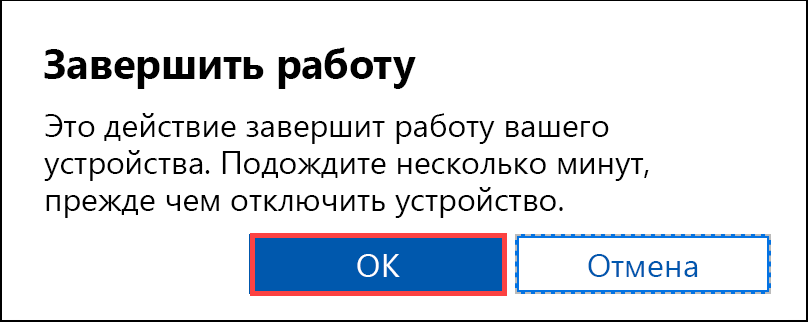 Завершить работу
Это действие завершит работу вашего
устройства. Подождите несколько минут,
прежде чем отключить устройство.
ОК
Отмена